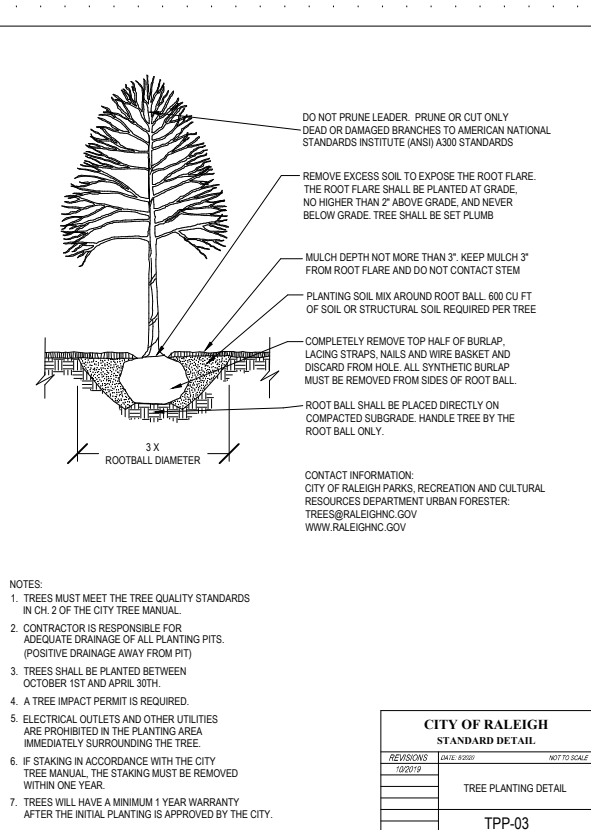 DO NOT PRUNE LEADER. PRUNE OR CUT ONLY
DEAD OR DAMAGED BRANCHES TO AMERICAN NATIONAL
STANDARDS INSTITUTE (ANSI) A300 STANDARDS
REMOVE EXCESS SOIL TO EXPOSE THE ROOT FLARE.
THE ROOT FLARE SHALL BE PLANTED AT GRADE,
NO HIGHER THAN 2" ABOVE GRADE, AND NEVER
BELOW GRADE. TREE SHALL BE SET PLUMB
MULCH DEPTH NOT MORE THAN 3". KEEP MULCH 3"
FROM ROOT FLARE AND DO NOT CONTACT STEM
PLANTING SOIL MIX AROUND ROOT BALL. 600 CU FT
OF SOIL OR STRUCTURAL SOIL REQUIRED PER TREE
COMPLETELY REMOVE TOP HALF OF BURLAP,
LACING STRAPS, NAILS AND WIRE BASKET AND
DISCARD FROM HOLE. ALL SYNTHETIC BURLAP
MUST BE REMOVED FROM SIDES OF ROOT BALL.
ROOT BALL SHALL BE PLACED DIRECTLY ON
COMPACTED SUBGRADE. HANDLE TREE BY THE
ROOT BALL ONLY.
3 X
ROOTBALL DIAMETER
CONTACT INFORMATION:
CITY OF RALEIGH PARKS, RECREATION AND CULTURAL
RESOURCES DEPARTMENT URBAN FORESTER:
TREES@RALEIGHNC.GOV
WWW.RALEIGHNC.GOV
NOTES:
1. TREES MUST MEET THE TREE QUALITY STANDARDS
IN CH. 2 OF THE CITY TREE MANUAL.
2. CONTRACTOR IS RESPONSIBLE FOR
ADEQUATE DRAINAGE OF ALL PLANTING PITS.
(POSITIVE DRAINAGE AWAY FROM PIT)
3. TREES SHALL BE PLANTED BETWEEN
OCTOBER 1ST AND APRIL 30TH.
4. A TREE IMPACT PERMIT IS REQUIRED.
5. ELECTRICAL OUTLETS AND OTHER UTILITIES
ARE PROHIBITED IN THE PLANTING AREA
IMMEDIATELY SURROUNDING THE TREE.
6. IF STAKING IN ACCORDANCE WITH THE CITY
TREE MANUAL, THE STAKING MUST BE REMOVED
WITHIN ONE YEAR.
7. TREES WILL HAVE A MINIMUM 1 YEAR WARRANTY
AFTER THE INITIAL PLANTING IS APPROVED BY THE CITY.
CITY OF RALEIGH
STANDARD DETAIL
REVISIONS DATE: 8/2020 NOT TO SCALE
10/2019
TREE PLANTING DETAIL
TPP-03